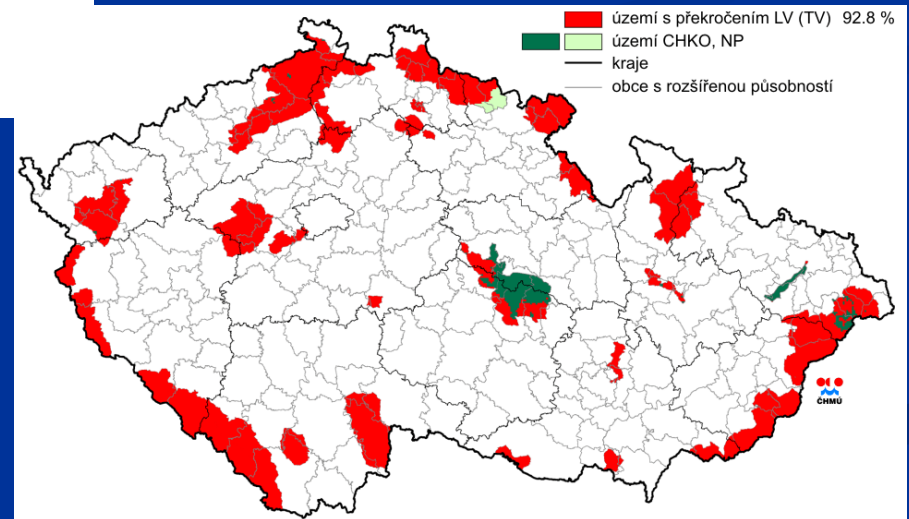 území s překročením LV (TV) 92.8 %
území CHKO, NP
kraje
obce s rozšířenou působností
ČHMÚ